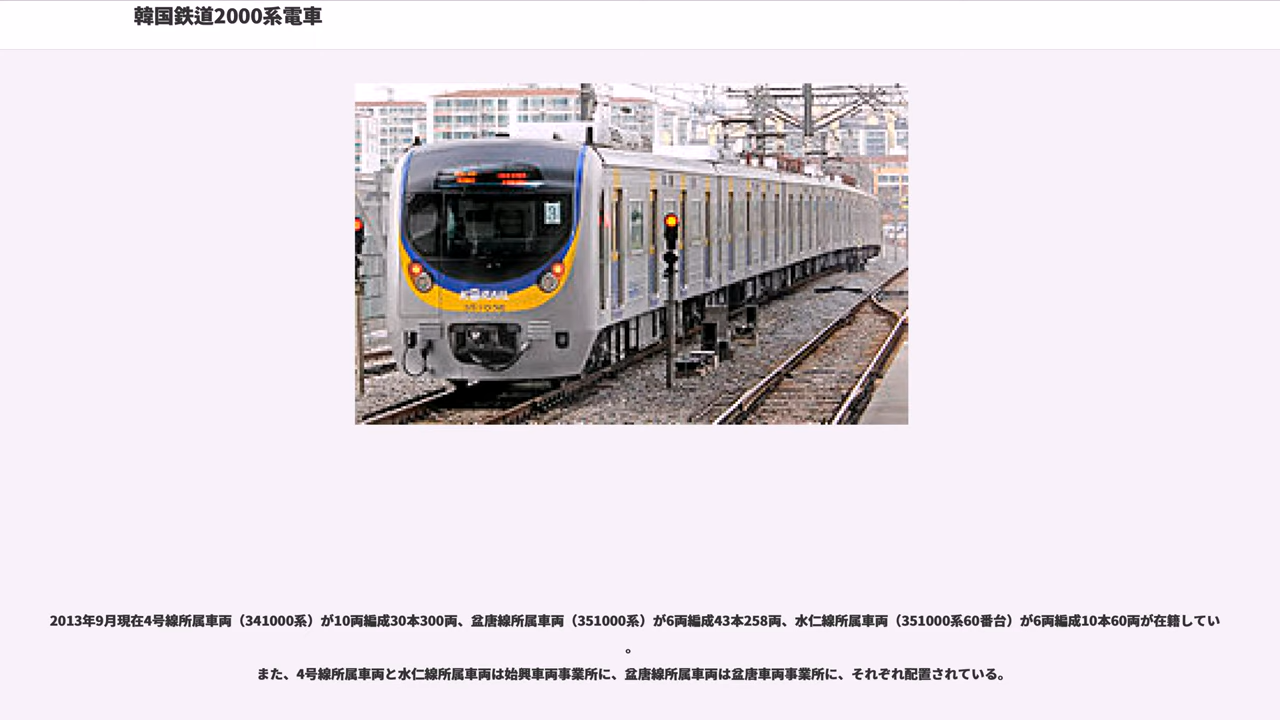 韓国鉄道2000系電車
2013年9月現在4号線所属車両（341000系）が10両編成30本300両、盆唐線所属車両（351000系）が6両編成43本258両、水仁線所属車両（351000系60番台）が6両編成10本60両が在籍してい
。
また、4号線所属車両と水仁線所属車両は始興車両事業所に、盆唐線所属車両は盆唐車両事業所に、それぞれ配置されている。